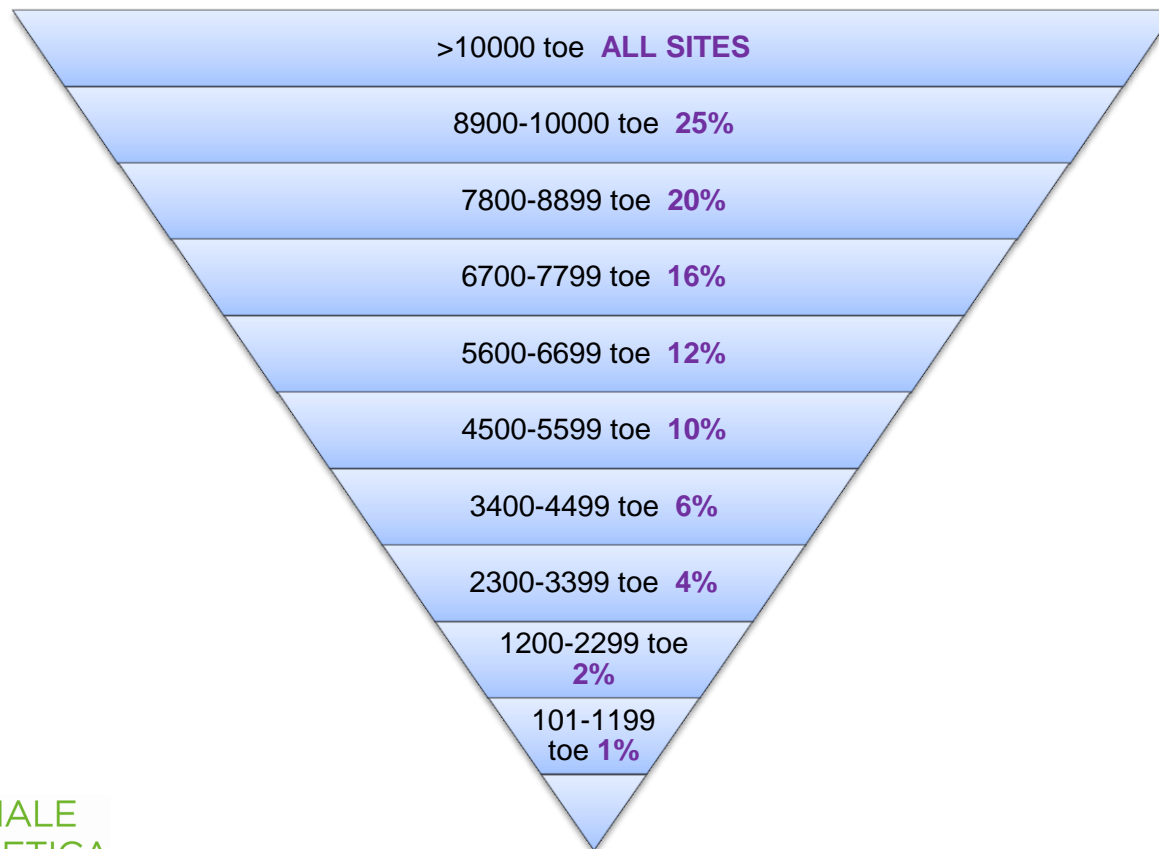 >10000 toe ALL SITES
8900-10000 toe 25%
7800-8899 toe 20%
6700-7799 toe 16%
5600-6699 toe 12%
4500-5599 toe 10%
3400-4499 toe 6%
2300-3399 toe 4%
1200-2299 toe
2%
101-1199
toe 1%